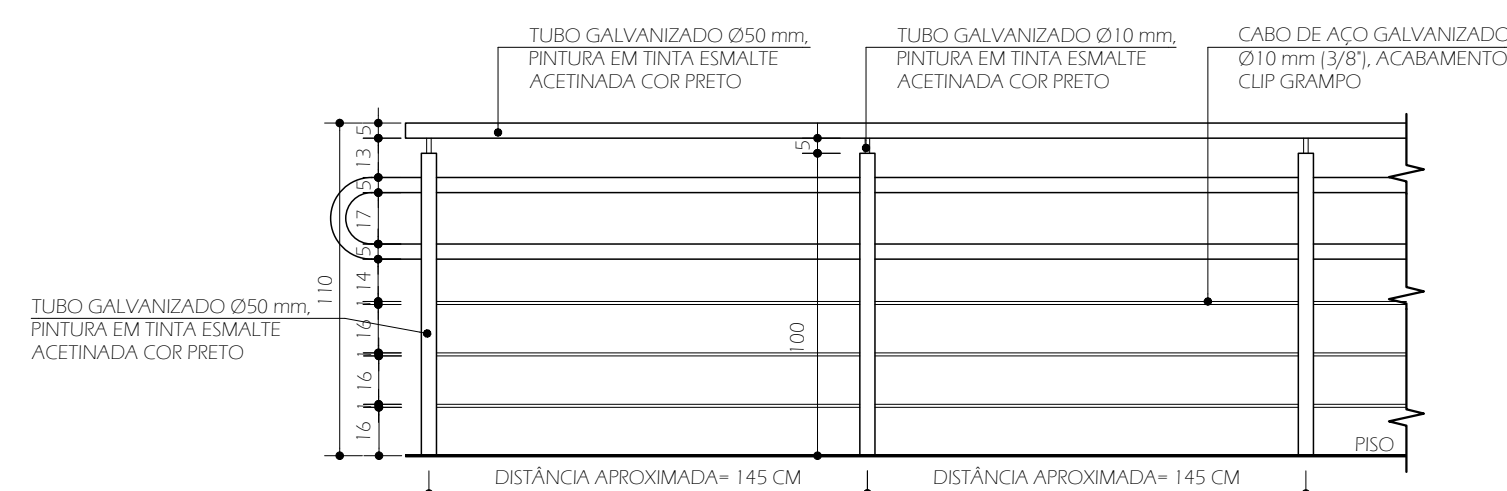 TUBO GALVANIZADO Ø50 mm,
PINTURA EM TINTA ESMALTE
ACETINADA COR PRETO
TUBO GALVANIZADO Ø10 mm,
PINTURA EM TINTA ESMALTE
ACETINADA COR PRETO
CABO DE AÇO GALVANIZADO
Ø10 mm (3/8"), ACABAMENTO
CLIP GRAMPO
5
13
5
17
5
14
1
16
1
16
1
16
110
5
100
TUBO GALVANIZADO Ø50 mm,
PINTURA EM TINTA ESMALTE
ACETINADA COR PRETO
PISO
DISTÂNCIA APROXIMADA= 145 CM
DISTÂNCIA APROXIMADA= 145 CM